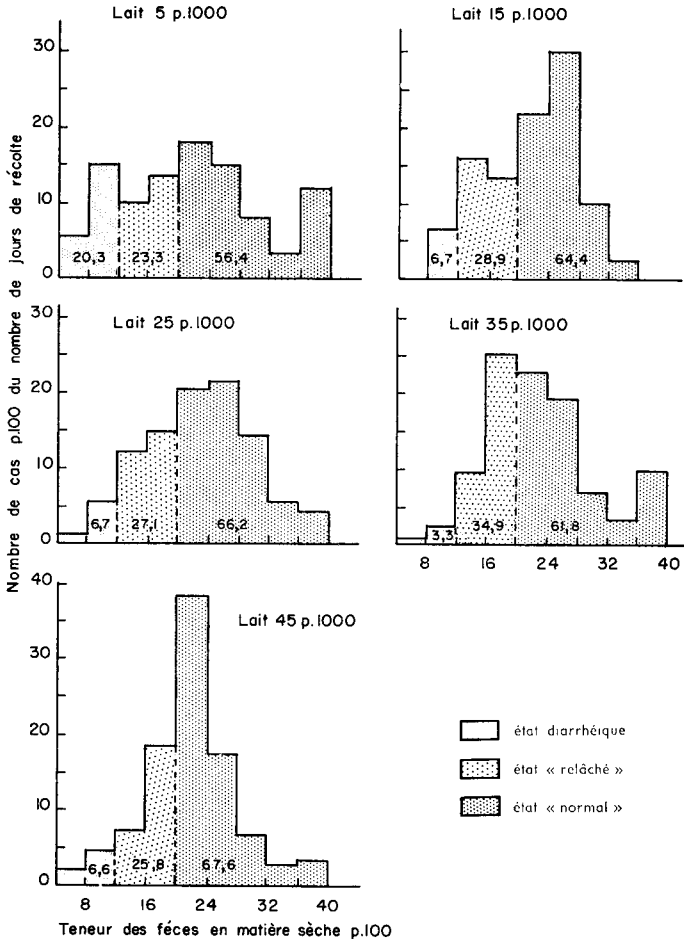 Lait 5 p.1000
Lait 15 p.1000
30
20
10
0
20,3
23,3
56,4
6,7
28,9
64,4
Nombre de cas p.100 du nombre de jours de récolte
Lait 25 p.1000
Lait 35 p.1000
30
20
10
0
6,7
27,1
66,2
3,3
34,9
61,8
8 16 24 32 40
Lait 45 p.1000
40
30
20
10
0
6,6
25,8
67,6
8 16 24 32 40
Teneur des féces en matière sèche p.100
état diarrhéique
état « relâché »
état « normal »